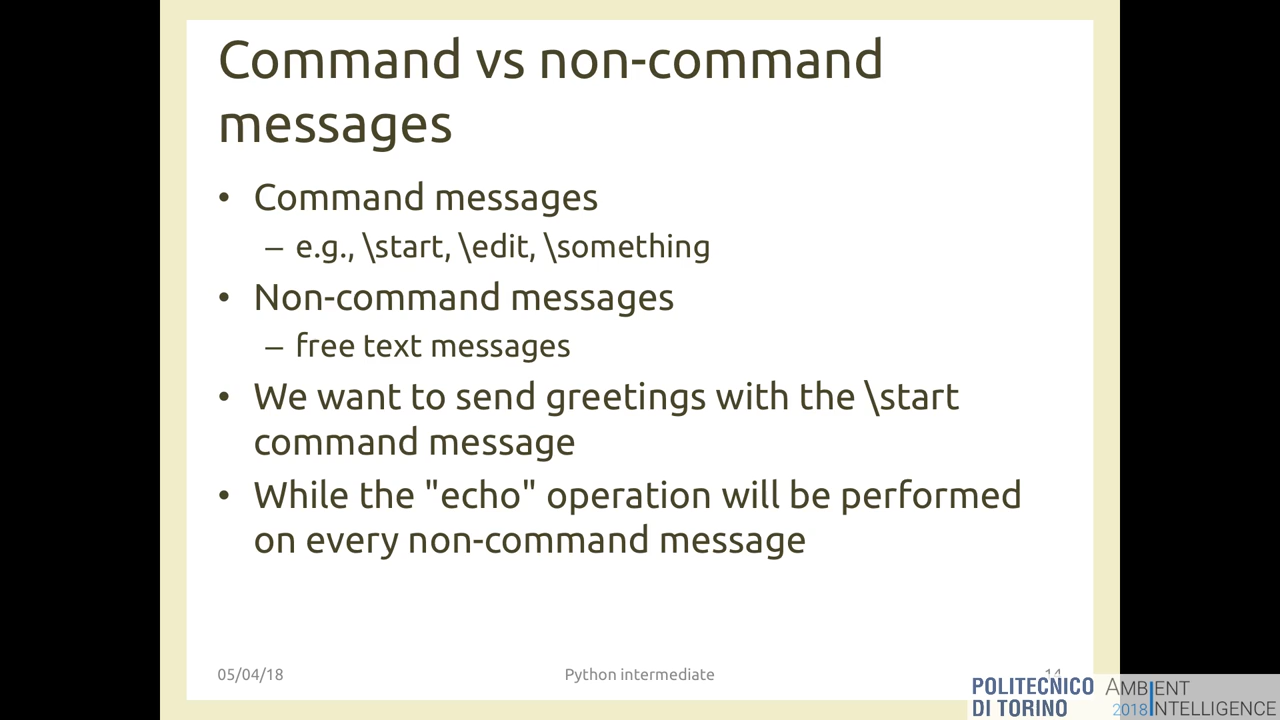 Command vs non-command
messages
• Command messages
– e.g., \start, \edit, \something
• Non-command messages
– free text messages
• We want to send greetings with the \start
command message
• While the "echo" operation will be performed
on every non-command message
05/04/18
Python intermediate
14
POLITECNICO
DI TORINO
AMBIENT
2018 INTELLIGENCE